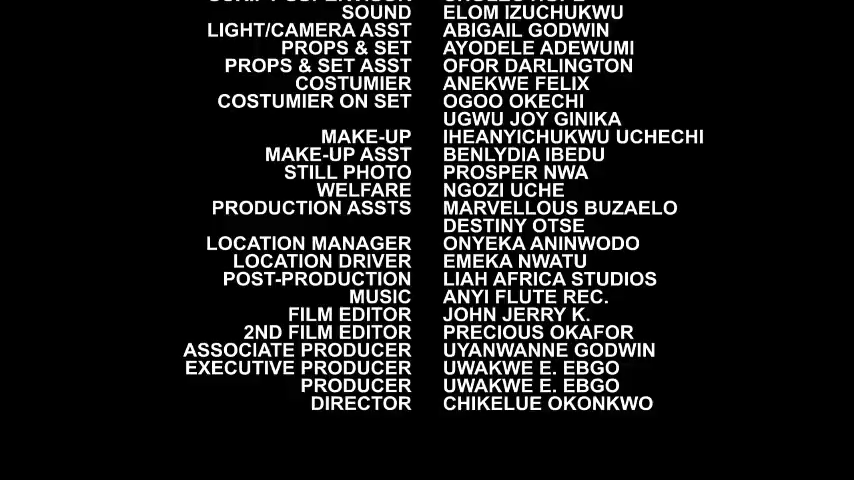 SOUND ELOM IZUCHUKWU
LIGHT/CAMERA ASST ABIGAIL GODWIN
PROPS & SET AYODELE ADEWUMI
PROPS & SET ASST OFOR DARLINGTON
COSTUMIER ANEKWE FELIX
COSTUMIER ON SET OGOO OKECHI
UGWU JOY GINIKA
MAKE-UP IHEANYICHUKWU UCHECHI
MAKE-UP ASST BENLYDIA IBEDU
STILL PHOTO PROSPER NWA
WELFARE NGOZI UCHE
PRODUCTION ASSTS MARVELLOUS BUZAELO
DESTINY OTSE
LOCATION MANAGER ONYEKA ANINWODO
LOCATION DRIVER EMEKA NWATU
POST-PRODUCTION LIAH AFRICA STUDIOS
MUSIC ANYI FLUTE REC.
FILM EDITOR JOHN JERRY K.
2ND FILM EDITOR PRECIOUS OKAFOR
ASSOCIATE PRODUCER UYANWANNE GODWIN
EXECUTIVE PRODUCER UWAKWE E. EBGO
PRODUCER UWAKWE E. EBGO
DIRECTOR CHIKELUE OKONKWO